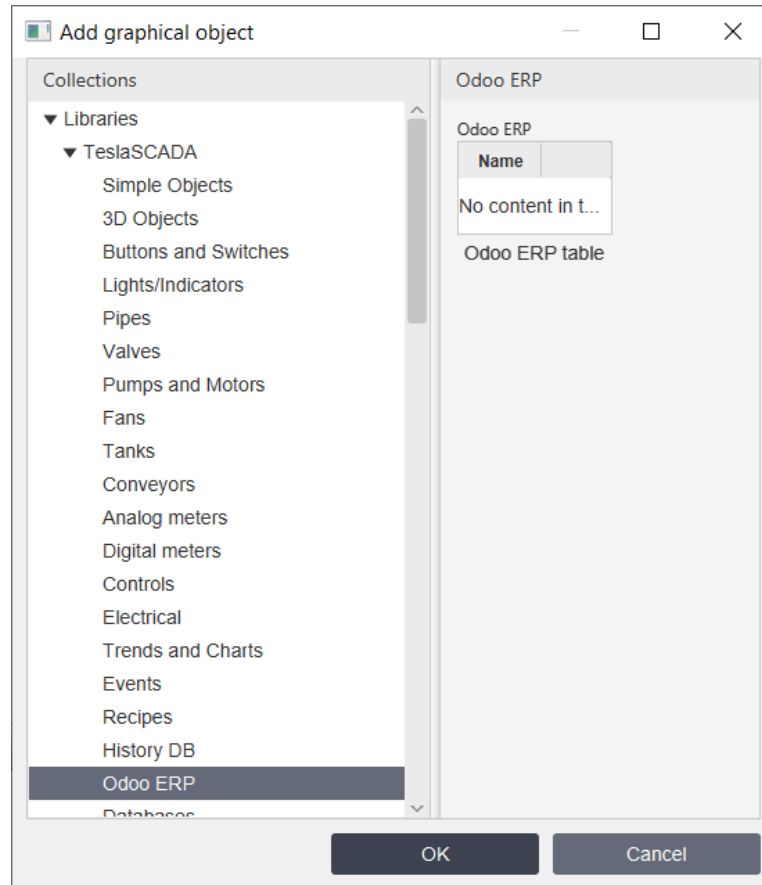 Add graphical object
Collections
Libraries
TeslaSCADA
Simple Objects
3D Objects
Buttons and Switches
Lights/Indicators
Pipes
Valves
Pumps and Motors
Fans
Tanks
Conveyors
Analog meters
Digital meters
Controls
Electrical
Trends and Charts
Events
Recipes
History DB
Odoo ERP
Databases
Odoo ERP
Odoo ERP
Name
No content in t...
Odoo ERP table
OK
Cancel